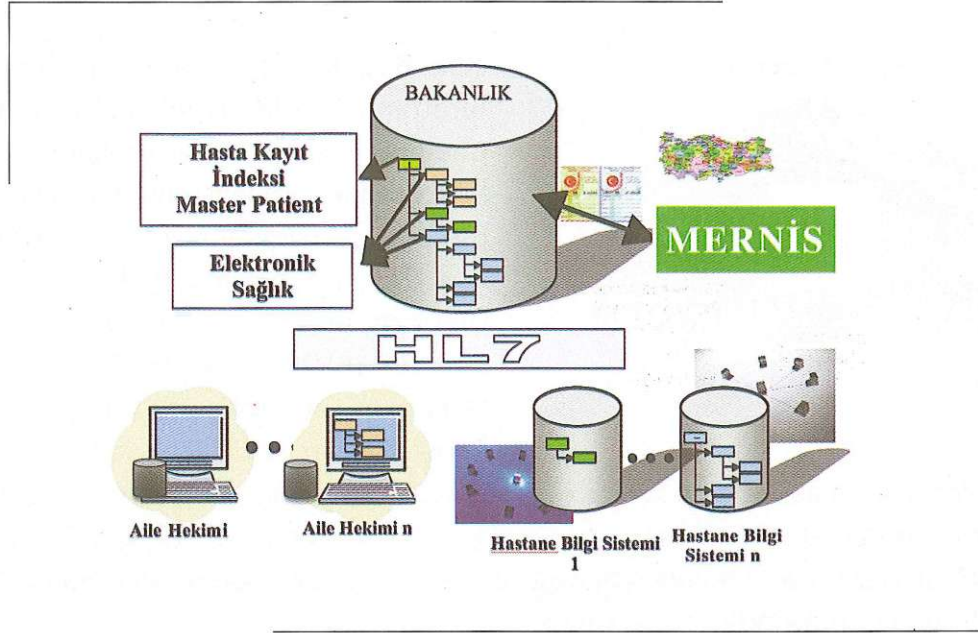 BAKANLIK
Hasta Kayıt
İndeksi
Master Patient
Elektronik
Sağlık
MERNİS
HL7
Aile Hekimi
Aile Hekimi n
Hastane Bilgi Sistemi
1
Hastane Bilgi
Sistemi n